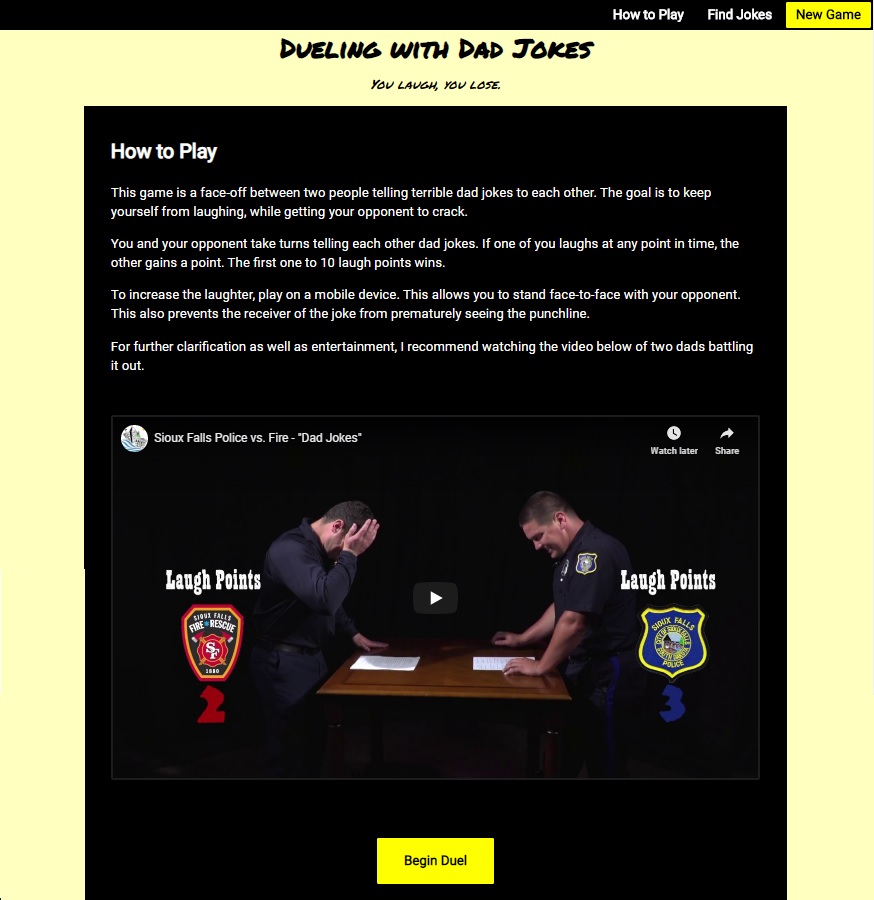 How to Play Find Jokes New Game
Dueling with Dad Jokes
You laugh, you lose.
How to Play
This game is a face-off between two people telling terrible dad jokes to each other. The goal is to keep
yourself from laughing, while getting your opponent to crack.
You and your opponent take turns telling each other dad jokes. If one of you laughs at any point in time, the
other gains a point. The first one to 10 laugh points wins.
To increase the laughter, play on a mobile device. This allows you to stand face-to-face with your opponent.
This also prevents the receiver of the joke from prematurely seeing the punchline.
For further clarification as well as entertainment, I recommend watching the video below of two dads battling
it out.
Sioux Falls Police vs. Fire - "Dad Jokes"
Watch later Share
Laugh Points
SIOUX FALLS
FIRE RESCUE
SF
1880
2
Laugh Points
SIOUX FALLS
POLICE
3
Begin Duel